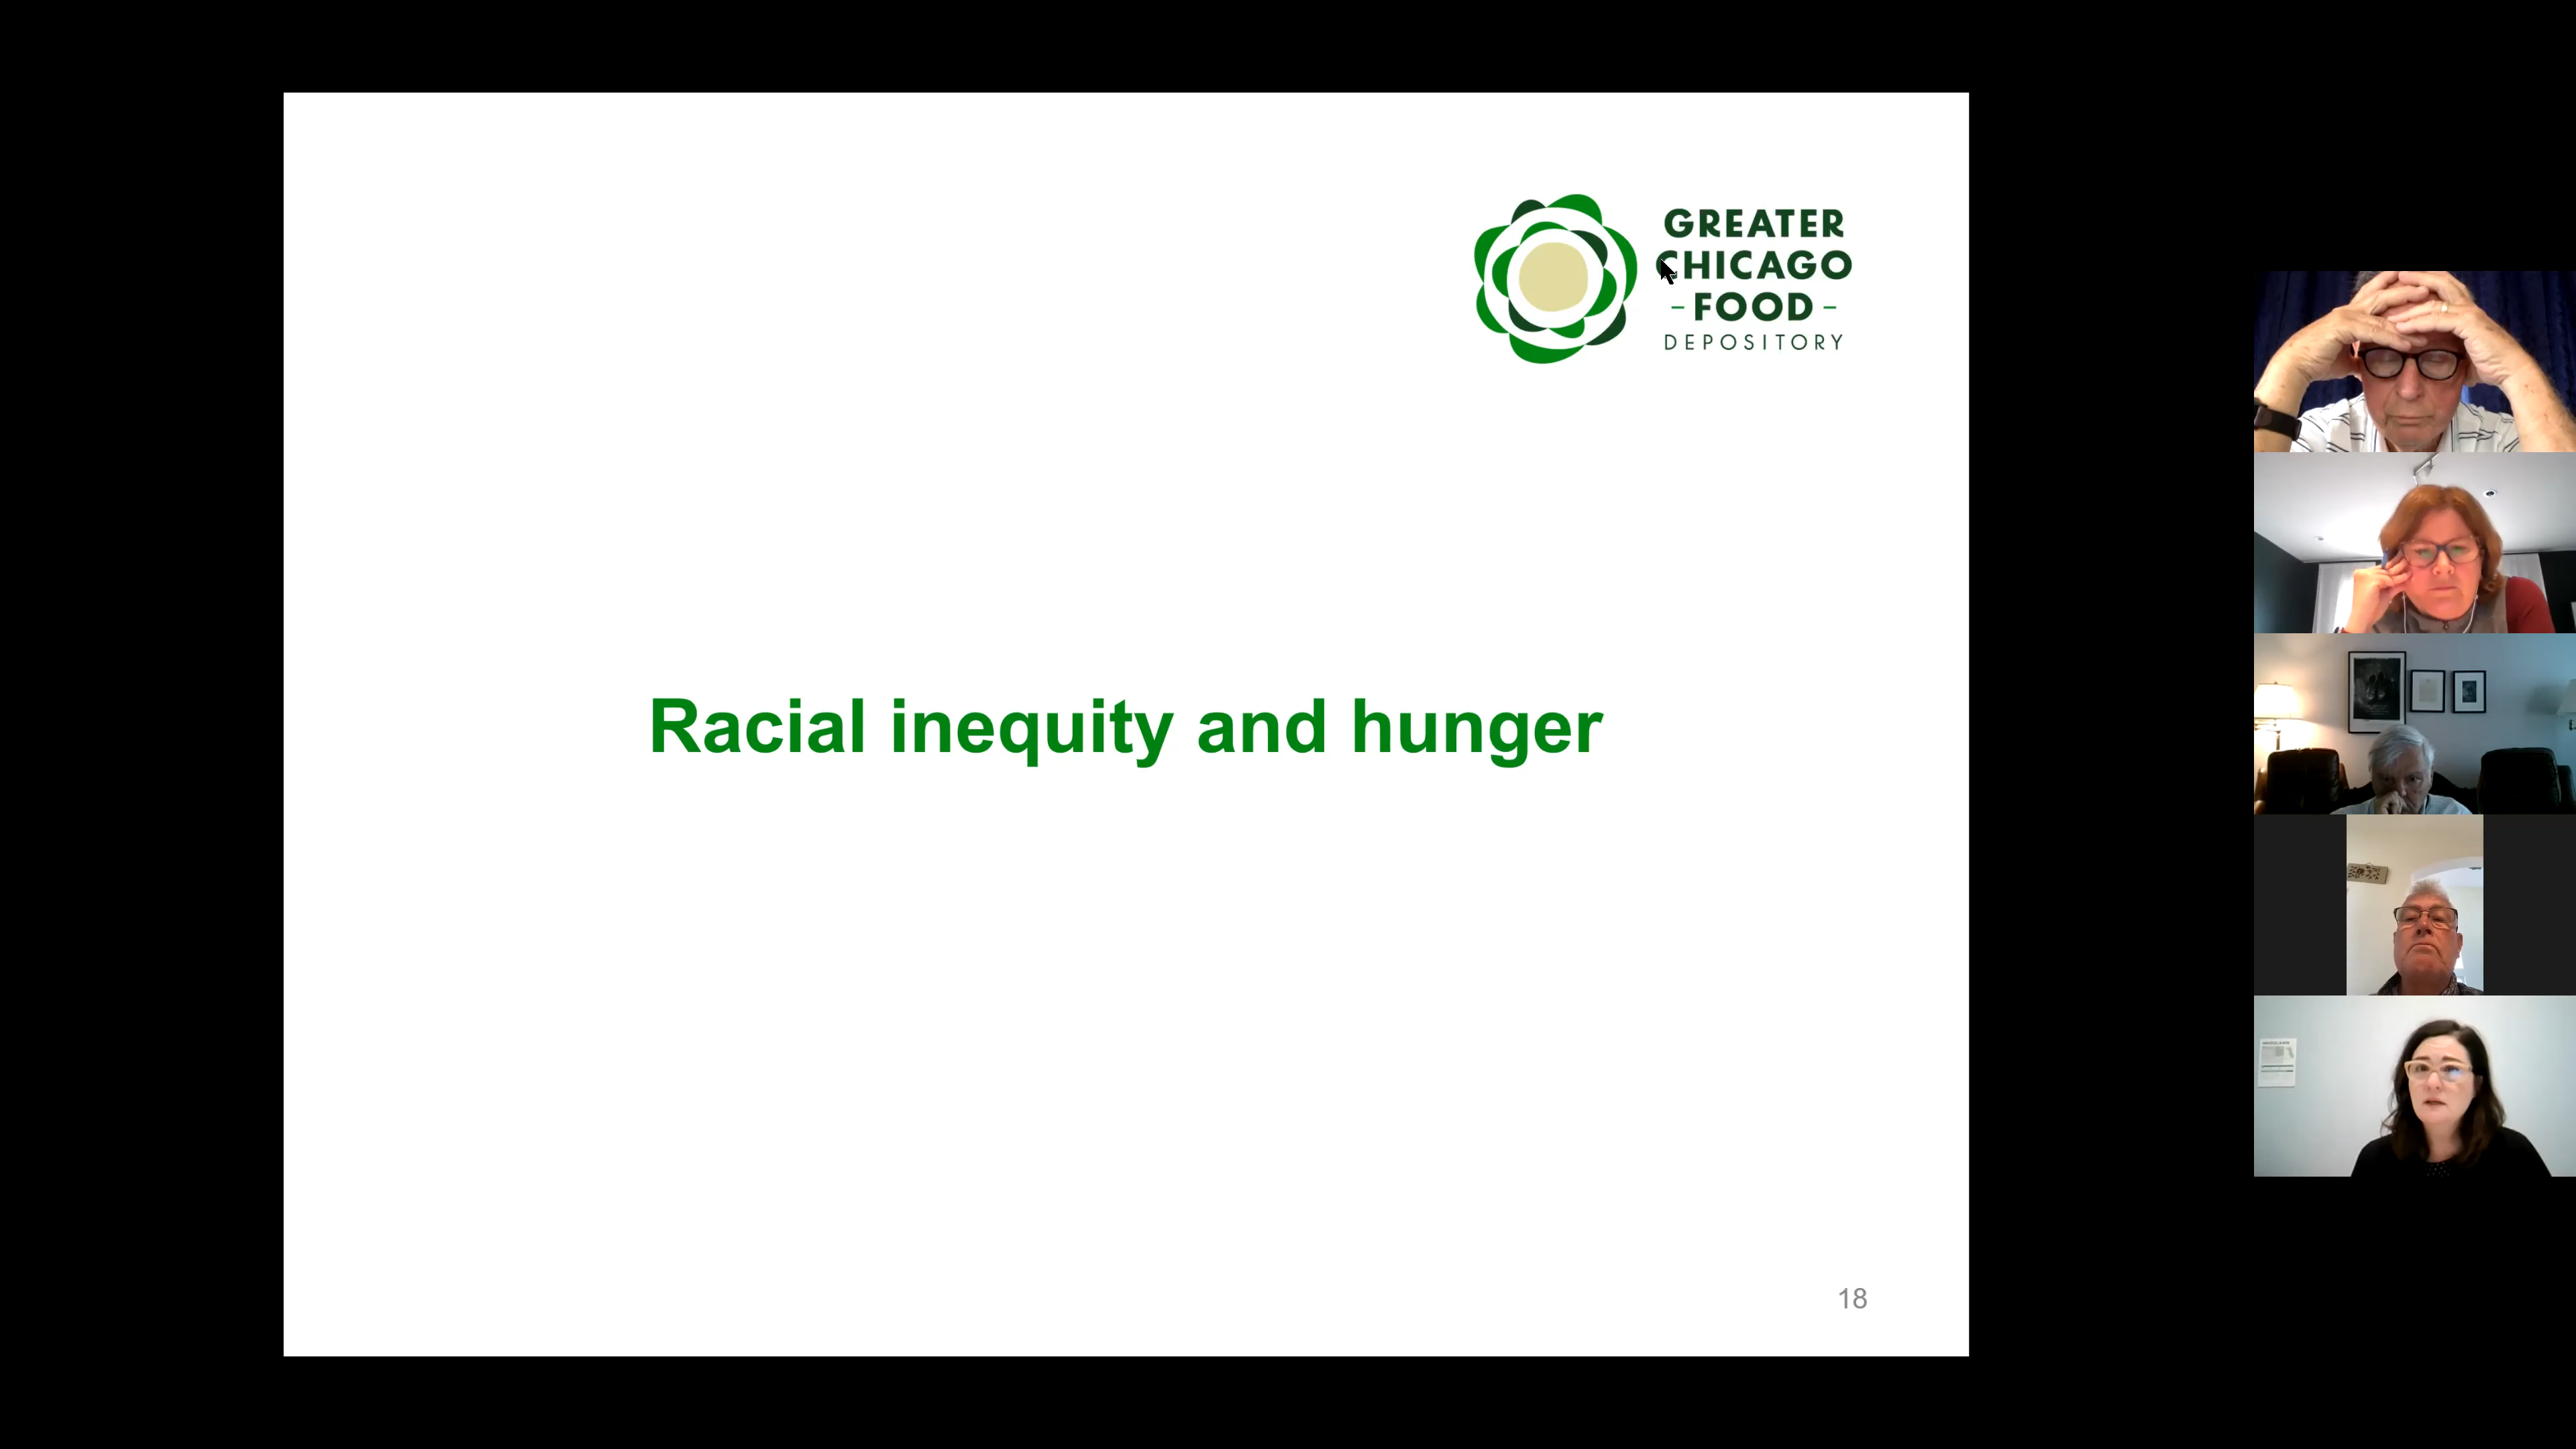 GREATER
CHICAGO
- FOOD -
DEPOSITORY
Racial inequity and hunger
18